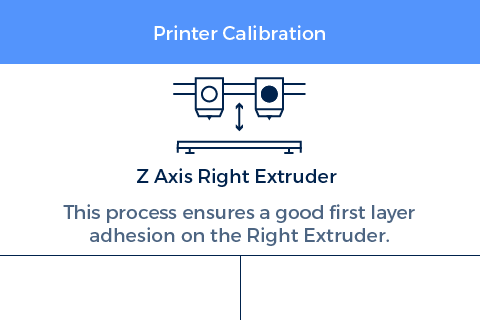 Printer Calibration
Z Axis Right Extruder
This process ensures a good first layer
adhesion on the Right Extruder.